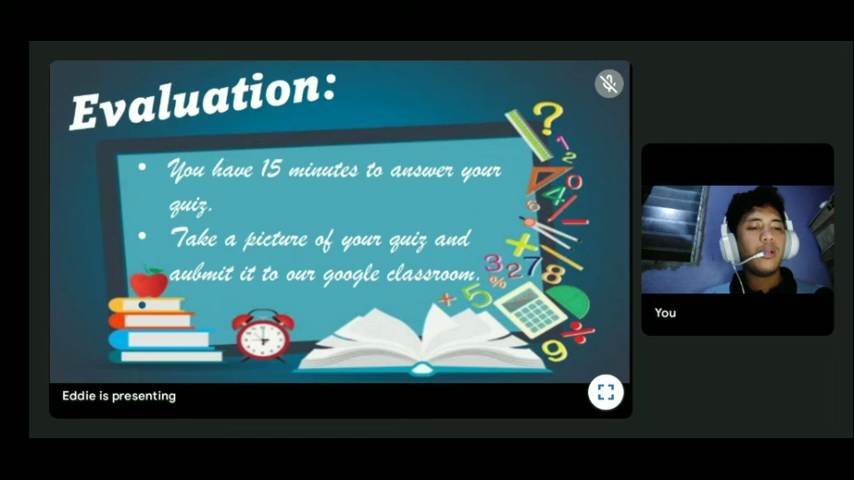 Evaluation:
• You have 15 minutes to answer your
quiz.
• Take a picture of your quiz and
aubmit it to our google classroom.
Eddie is presenting
You